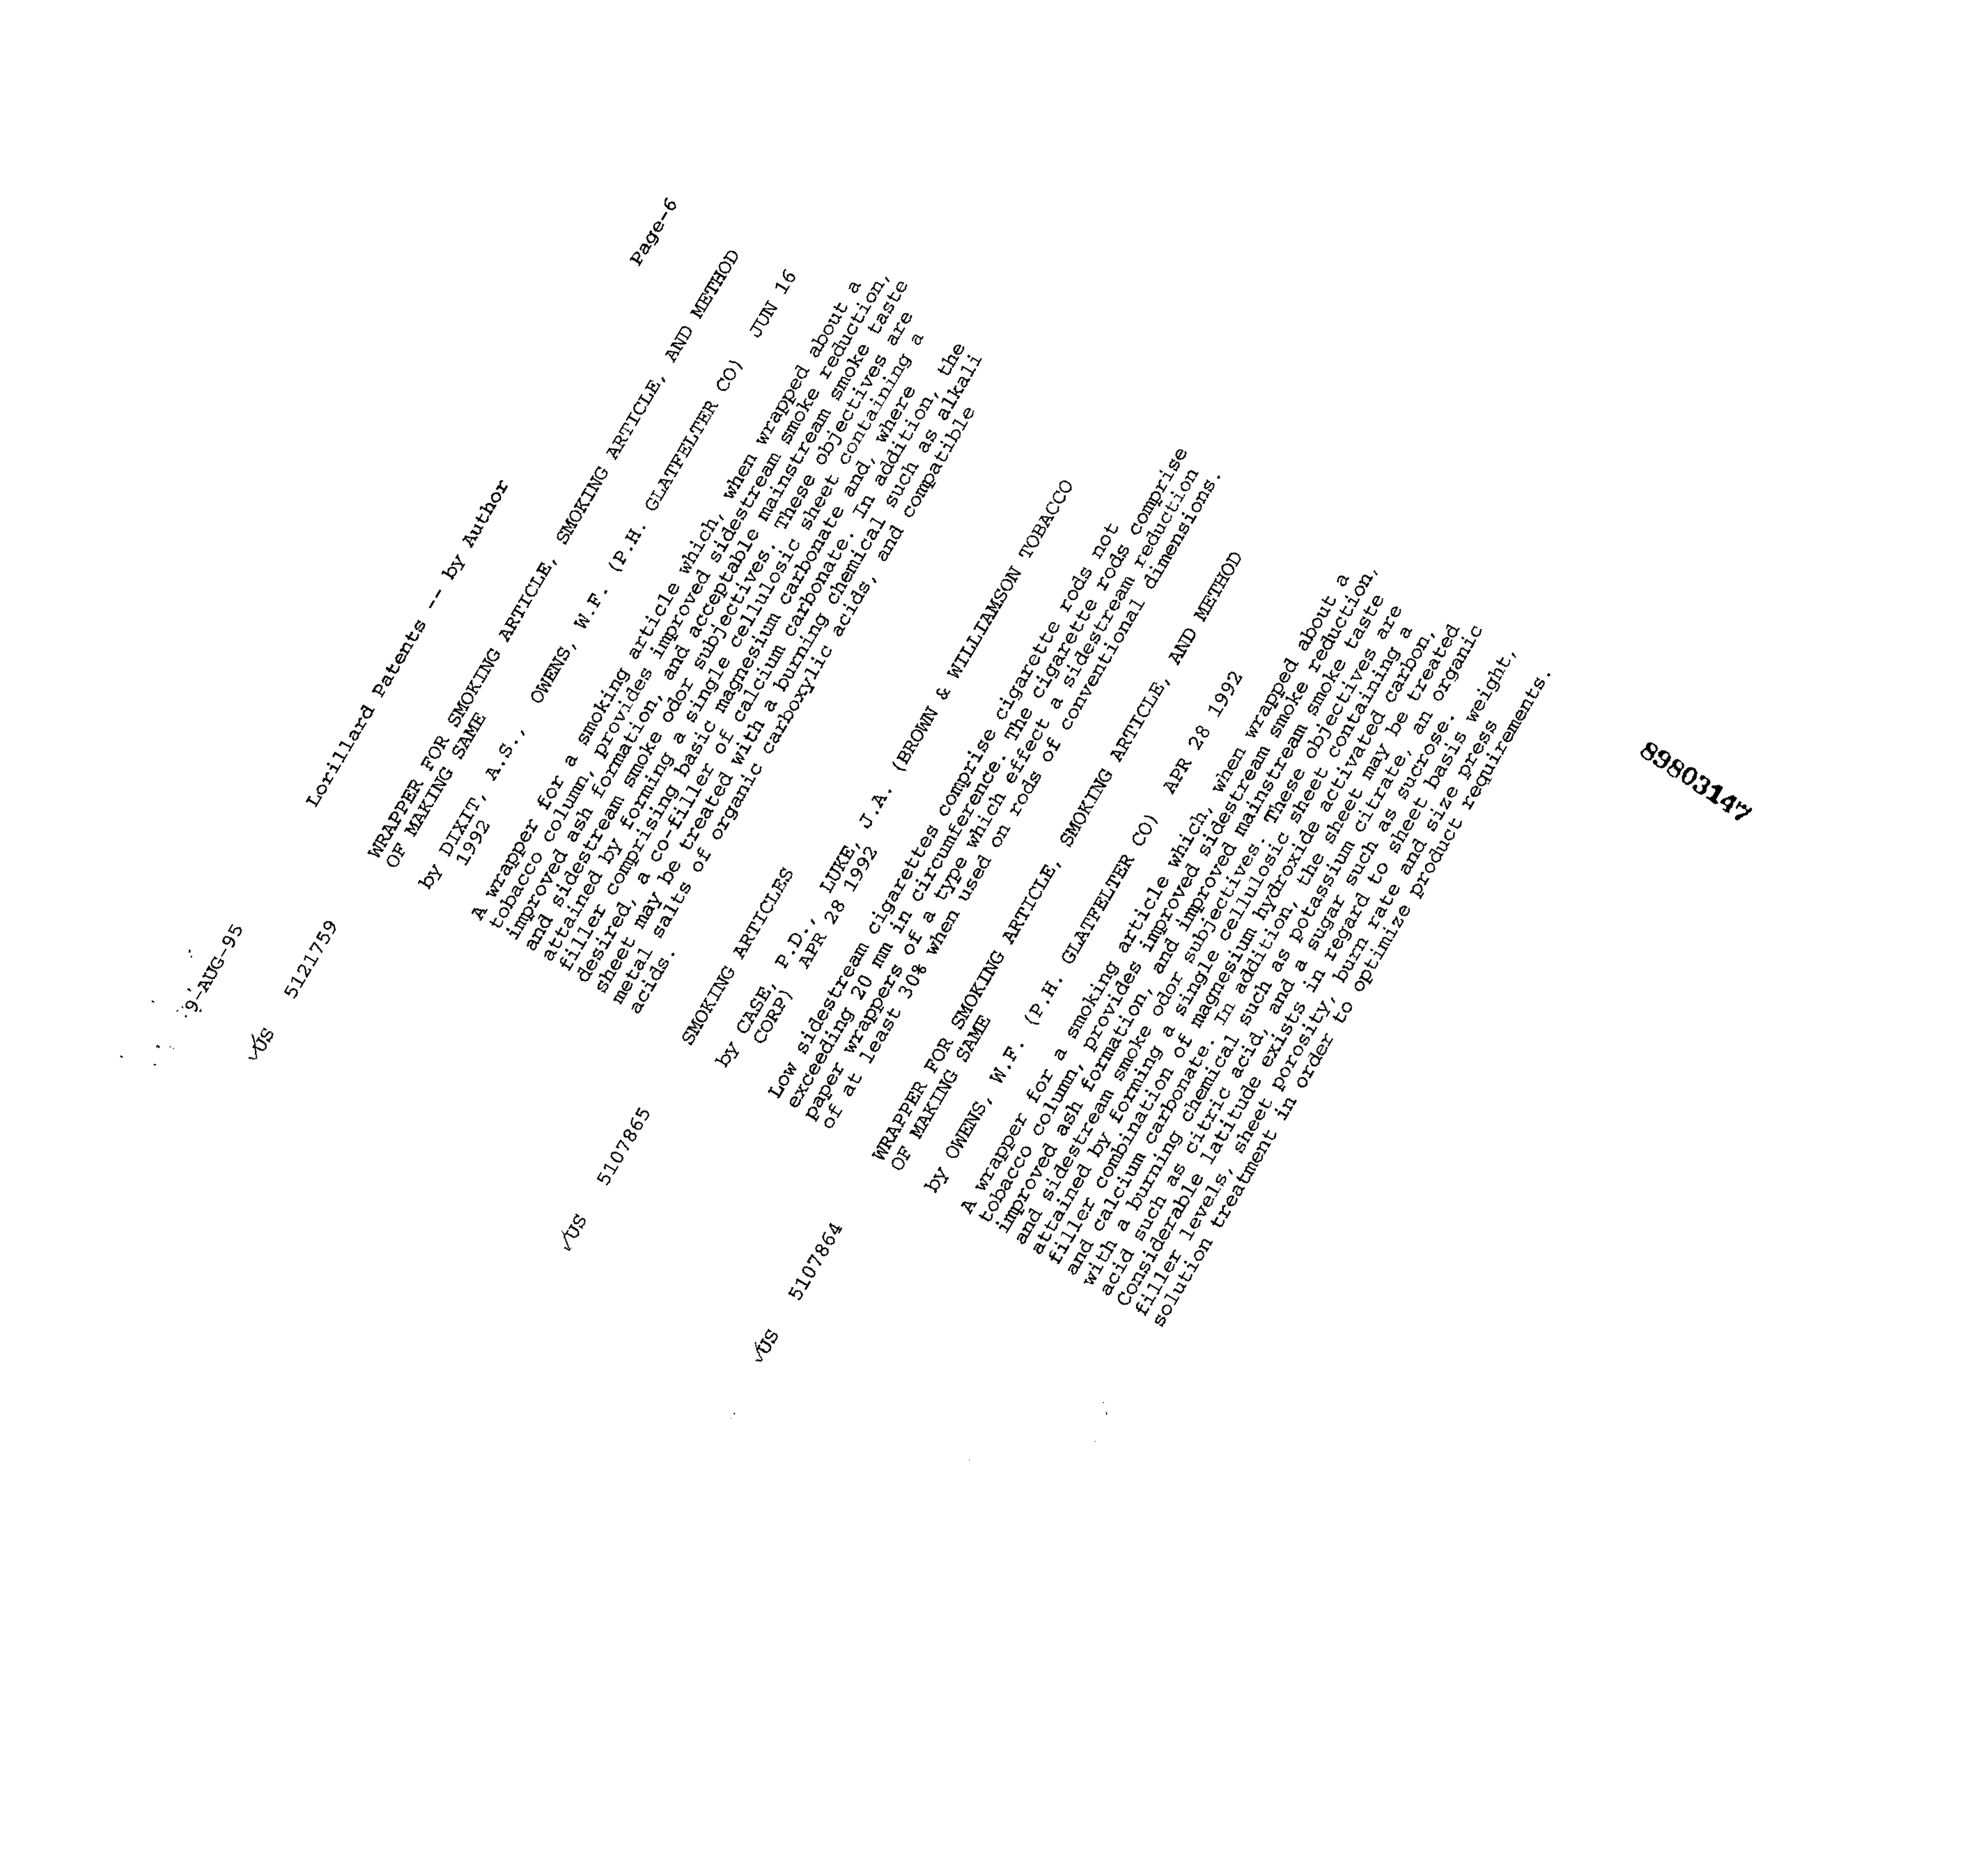 9-AUG-95 Lorillard Patents -- by Author Page-6
✓US 5121759 WRAPPER FOR SMOKING ARTICLE, SMOKING ARTICLE, AND METHOD
OF MAKING SAME
by DIXIT, A.S., OWENS, W.F. (P.H. GLATFELTER CO) JUN 16
1992
A wrapper for a smoking article which, when wrapped about a
tobacco column, provides improved sidestream smoke reduction,
improved ash formation, and acceptable mainstream smoke taste
and sidestream smoke odor subjectives. These objectives are
attained by forming a single cellulosic sheet containing a
filler comprising basic magnesium carbonate and, where
desired, a co-filler of calcium carbonate. In addition, the
sheet may be treated with a burning chemical such as alkali
metal salts of organic carboxylic acids, and compatible
acids.
✓US 5107865 SMOKING ARTICLES
by CASE, P.D., LUKE, J.A. (BROWN & WILLIAMSON TOBACCO
CORP) APR 28 1992
Low sidestream cigarettes comprise cigarette rods not
exceeding 20 mm in circumference. The cigarette rods comprise
paper wrappers of a type which effect a sidestream reduction
of at least 30% when used on rods of conventional dimensions.
✓US 5107864 WRAPPER FOR SMOKING ARTICLE, SMOKING ARTICLE, AND METHOD
OF MAKING SAME
by OWENS, W.F. (P.H. GLATFELTER CO) APR 28 1992
A wrapper for a smoking article which, when wrapped about a
tobacco column, provides improved sidestream smoke reduction,
improved ash formation, and improved mainstream smoke taste
and sidestream smoke odor subjectives. These objectives are
attained by forming a single cellulosic sheet containing a
filler combination of magnesium hydroxide activated carbon,
and calcium carbonate. In addition, the sheet may be treated
with a burning chemical such as potassium citrate, an organic
acid such as citric acid, and a sugar such as sucrose.
Considerable latitude exists in regard to sheet basis weight,
filler levels, sheet porosity, burn rate and size press
solution treatment in order to optimize product requirements.
89803147